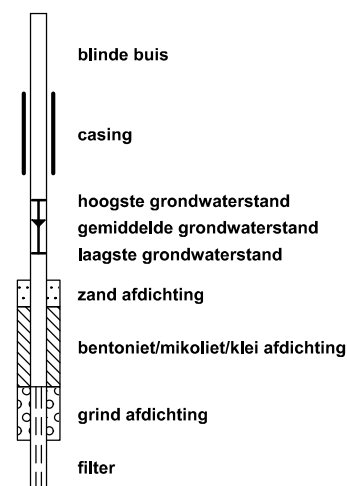 blinde buis
casing
hoogste grondwaterstand
gemiddelde grondwaterstand
laagste grondwaterstand
zand afdichting
bentoniet/mikoliet/klei afdichting
grind afdichting
filter